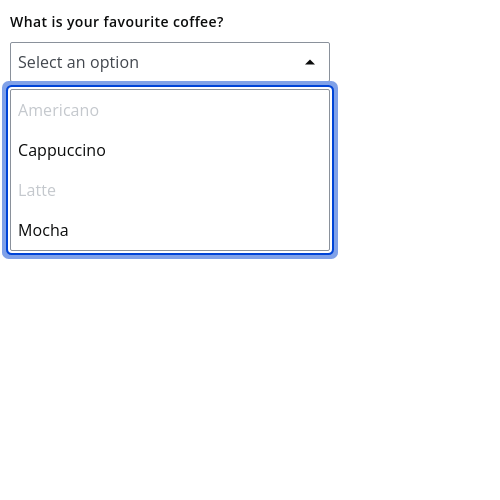 What is your favourite coffee?
Select an option
Americano
Cappuccino
Latte
Mocha